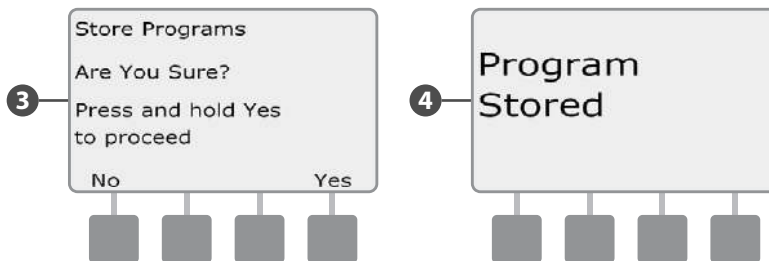 Store Programs
Are You Sure?
3
Press and hold Yes
to proceed
No Yes
4
Program
Stored